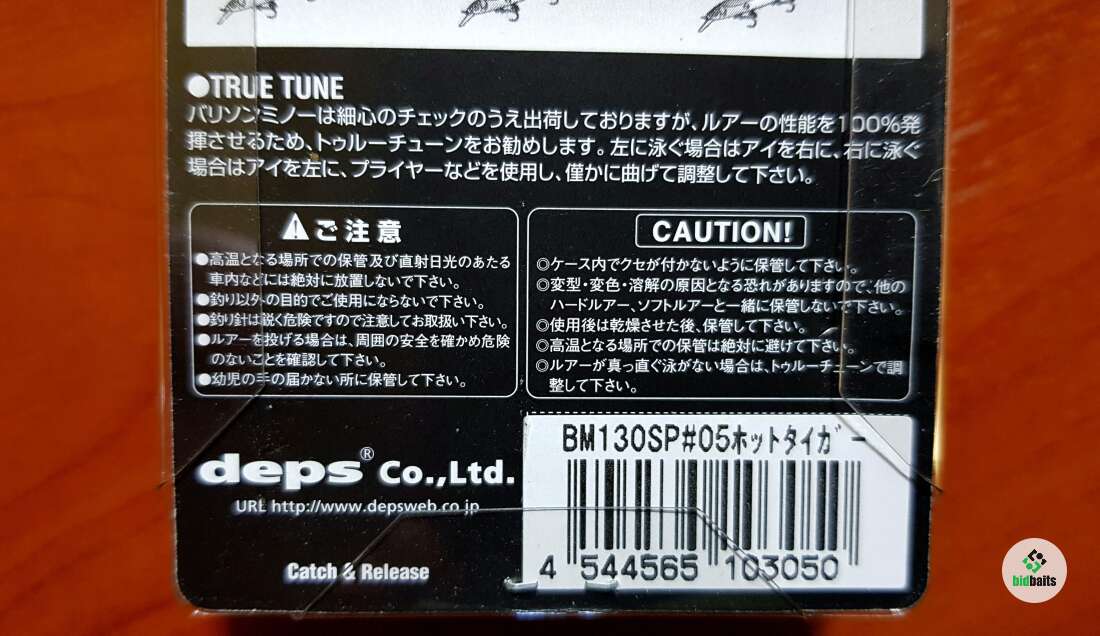 ●TRUE TUNE
バリソンミノーは細心のチェックのうえ出荷しておりますが、ルアーの性能を100%発
揮させるため、トゥルーチューンをお勧めします。左に泳ぐ場合はアイを右に、右に泳ぐ
場合はアイを左に、プライヤーなどを使用し、僅かに曲げて調整して下さい。
ご注意
●高温となる場所での保管及び直射日光のあたる
車内などには絶対に放置しないで下さい。
●釣り以外の目的でご使用にならないで下さい。
●釣り針は鋭く危険ですので注意してお取扱い下さい。
●ルアーを投げる場合は、周囲の安全を確かめ危険
のないことを確認して下さい。
●幼児の手の届かない所に保管して下さい。
CAUTION!
◎ケース内でクセが付かないように保管して下さい。
◎変型・変色・溶解の原因となる恐れがありますので、他の
ハードルアー、ソフトルアーと一緒に保管しないで下さい。
◎使用後は乾燥させた後、保管して下さい。
◎高温となる場所での保管は絶対に避けて下さい。
◎ルアーが真っ直ぐ泳がない場合は、トゥルーチューンで調
整して下さい。
deps® Co.,Ltd.
URL http://www.depsweb.co.jp
Catch & Release
BM130SP#05ホットタイガー
4 544565 103050
bidbaits